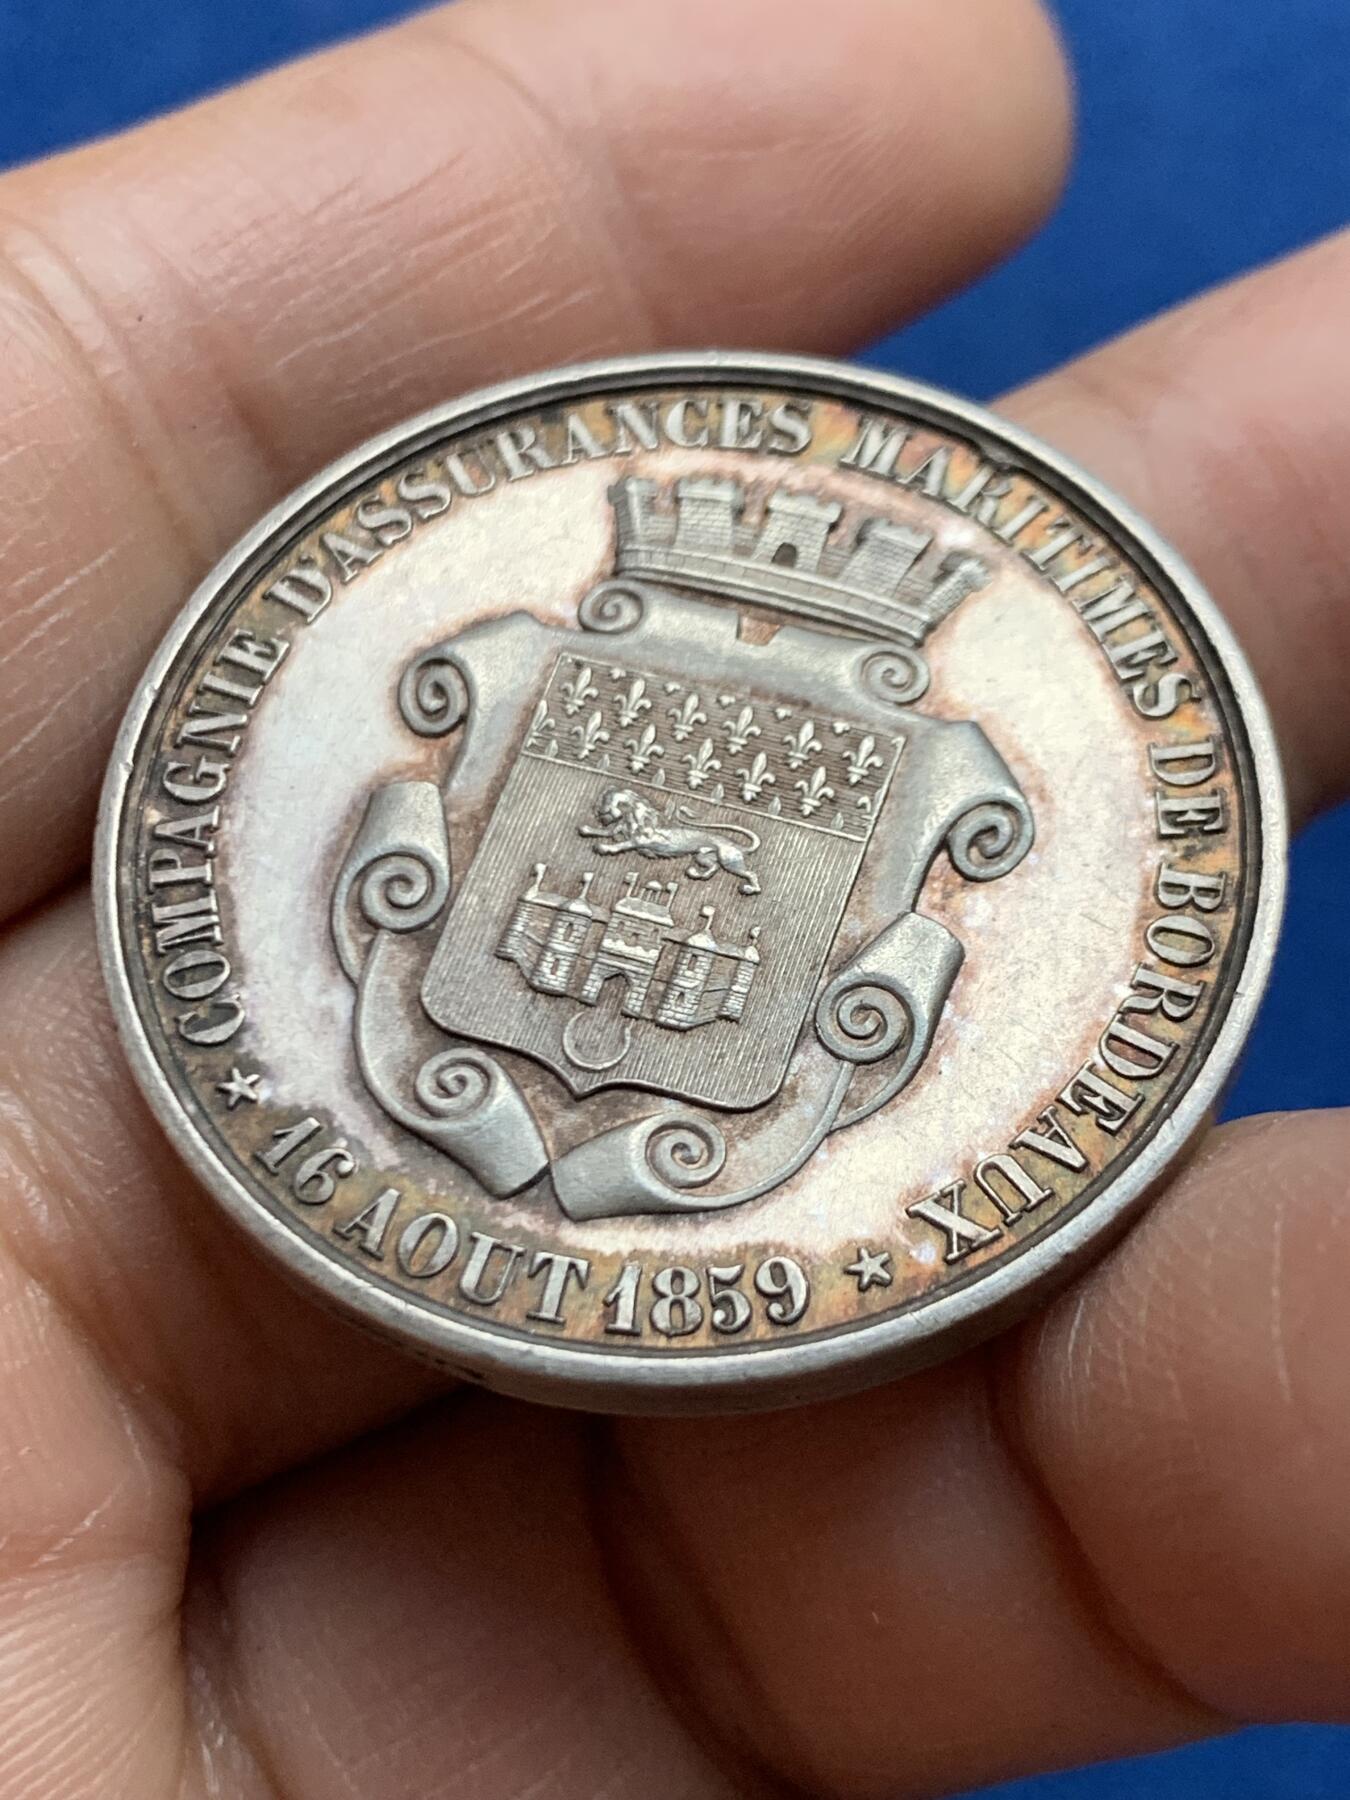 COMPAGNIE D'ASSURANCES MARITIMES DE BORDEAUX
★ 16 AOUT 1859 ★